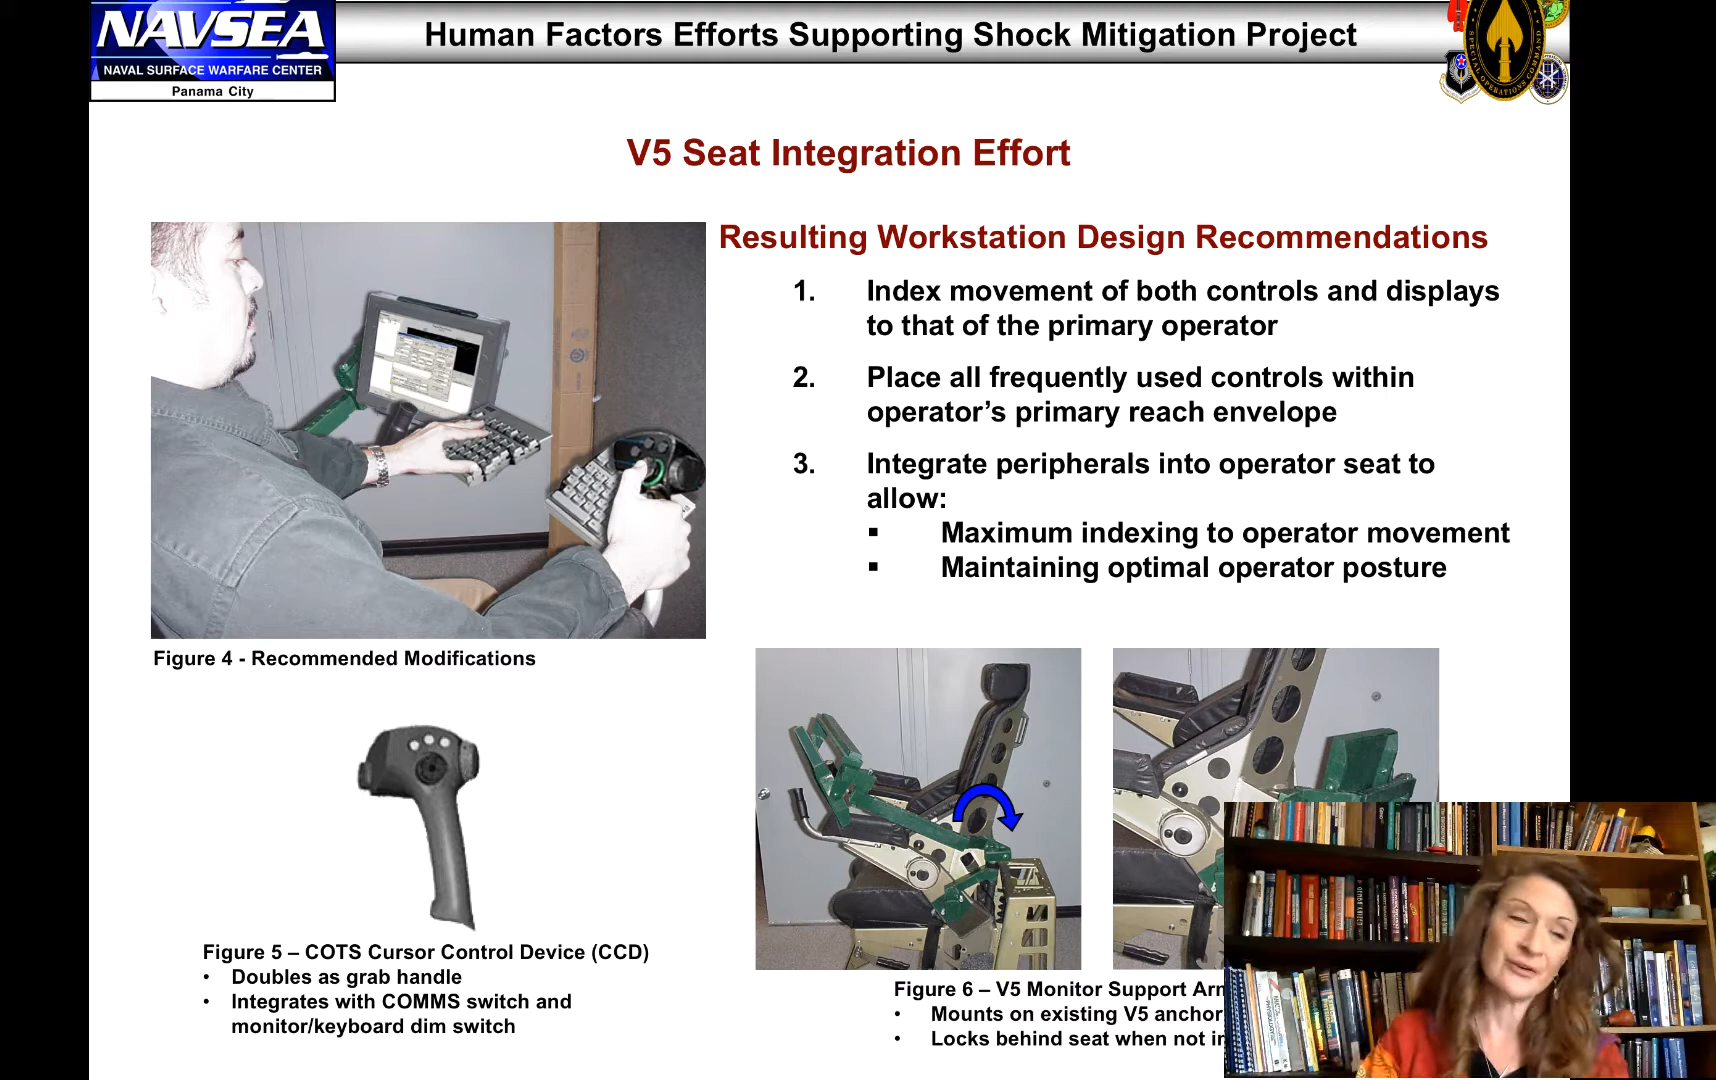 NAVSEA
NAVAL SURFACE WARFARE CENTER
Panama City
Human Factors Efforts Supporting Shock Mitigation Project
V5 Seat Integration Effort
Resulting Workstation Design Recommendations
1. Index movement of both controls and displays
to that of the primary operator
2. Place all frequently used controls within
operator’s primary reach envelope
3. Integrate peripherals into operator seat to
allow:
▪ Maximum indexing to operator movement
▪ Maintaining optimal operator posture
Figure 4 - Recommended Modifications
Figure 5 – COTS Cursor Control Device (CCD)
• Doubles as grab handle
• Integrates with COMMS switch and
monitor/keyboard dim switch
Figure 6 – V5 Monitor Support Arm
• Mounts on existing V5 anchor
• Locks behind seat when not in